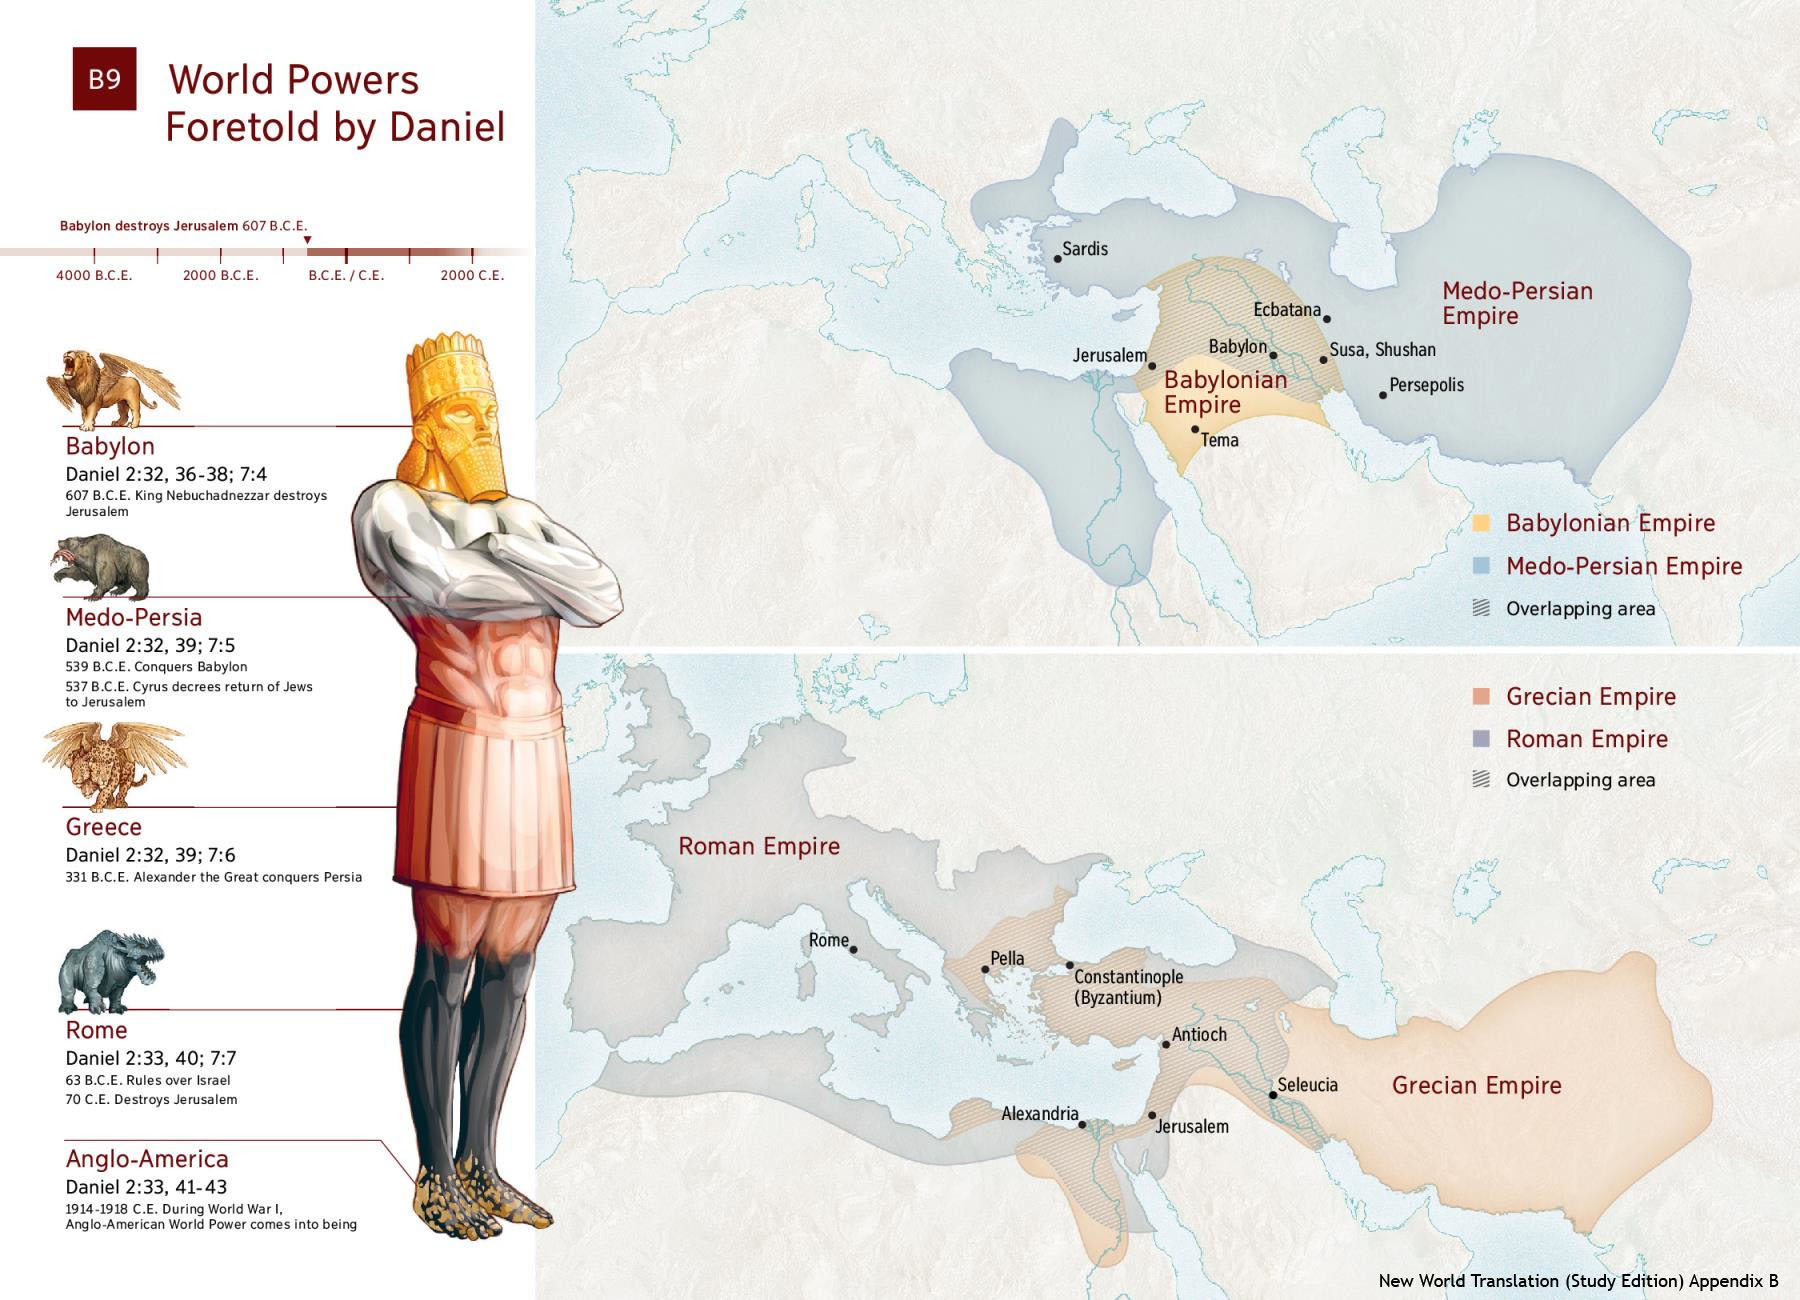 B9
World Powers
Foretold by Daniel
Babylon destroys Jerusalem 607 B.C.E.
4000 B.C.E.
2000 B.C.E.
B.C.E. / C.E.
2000 C.E.
Babylon
Daniel 2:32, 36-38; 7:4
607 B.C.E. King Nebuchadnezzar destroys
Jerusalem
Medo-Persia
Daniel 2:32, 39; 7:5
539 B.C.E. Conquers Babylon
537 B.C.E. Cyrus decrees return of Jews
to Jerusalem
Greece
Daniel 2:32, 39; 7:6
331 B.C.E. Alexander the Great conquers Persia
Rome
Daniel 2:33, 40; 7:7
63 B.C.E. Rules over Israel
70 C.E. Destroys Jerusalem
Anglo-America
Daniel 2:33, 41-43
1914-1918 C.E. During World War I,
Anglo-American World Power comes into being
Sardis
Medo-Persian
Empire
Ecbatana
Babylon
Susa, Shushan
Jerusalem
Babylonian
Empire
Persepolis
Tema
Babylonian Empire
Medo-Persian Empire
Overlapping area
Grecian Empire
Roman Empire
Overlapping area
Roman Empire
Rome
Pella
Constantinople
(Byzantium)
Antioch
Seleucia
Grecian Empire
Alexandria
Jerusalem
New World Translation (Study Edition) Appendix B